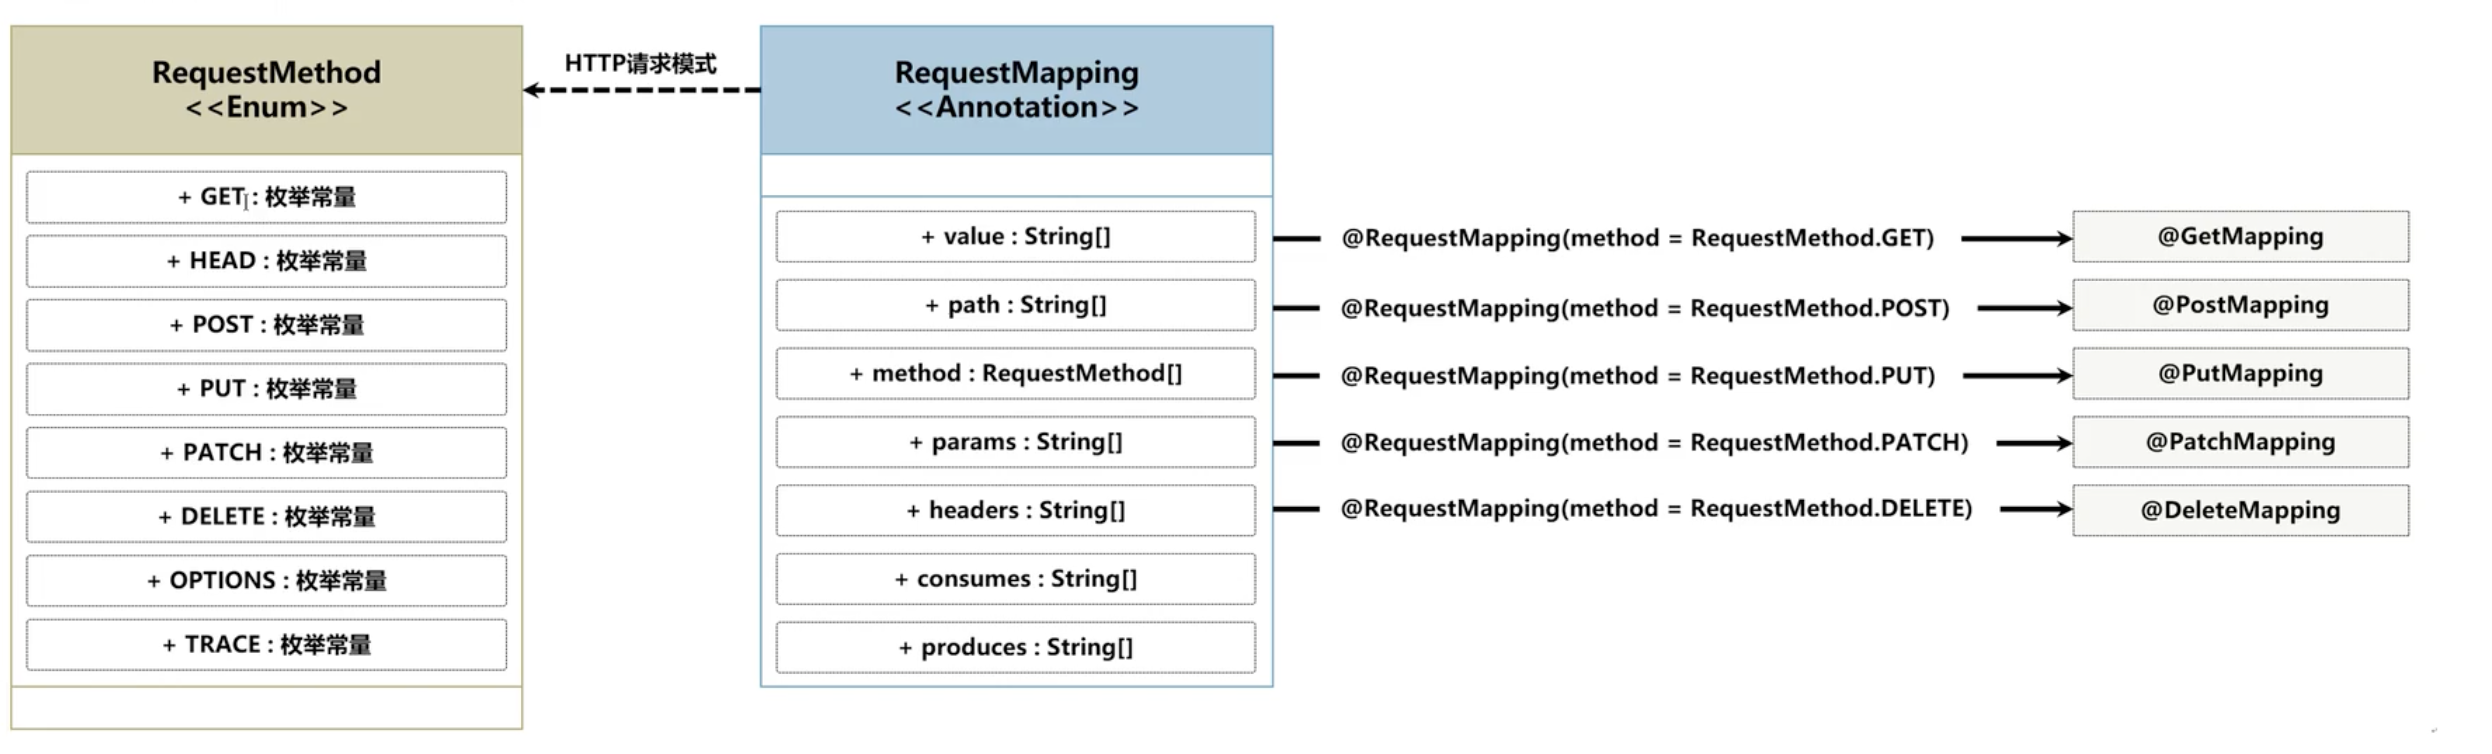 RequestMethod
<<Enum>>
+ GET : 枚举常量
+ HEAD : 枚举常量
+ POST : 枚举常量
+ PUT : 枚举常量
+ PATCH : 枚举常量
+ DELETE : 枚举常量
+ OPTIONS : 枚举常量
+ TRACE : 枚举常量
HTTP请求模式
RequestMapping
<<Annotation>>
+ value : String[]
+ path : String[]
+ method : RequestMethod[]
+ params : String[]
+ headers : String[]
+ consumes : String[]
+ produces : String[]
@RequestMapping(method = RequestMethod.GET)
@GetMapping
@RequestMapping(method = RequestMethod.POST)
@PostMapping
@RequestMapping(method = RequestMethod.PUT)
@PutMapping
@RequestMapping(method = RequestMethod.PATCH)
@PatchMapping
@RequestMapping(method = RequestMethod.DELETE)
@DeleteMapping